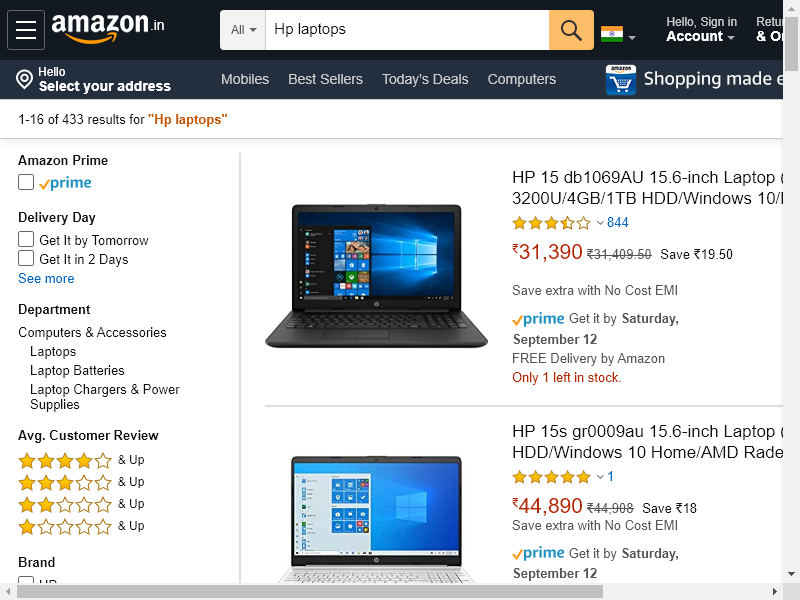 amazon.in
All
Hp laptops
Hello, Sign in
Account
Retu
& O
Hello
Select your address
Mobiles
Best Sellers
Today's Deals
Computers
amazon
Shopping made e
1-16 of 433 results for "Hp laptops"
Amazon Prime
prime
Delivery Day
Get It by Tomorrow
Get It in 2 Days
See more
Department
Computers & Accessories
Laptops
Laptop Batteries
Laptop Chargers & Power
Supplies
Avg. Customer Review
& Up
& Up
& Up
& Up
Brand
HP
HP 15 db1069AU 15.6-inch Laptop (
3200U/4GB/1TB HDD/Windows 10/
844
₹31,390 ₹31,409.50 Save ₹19.50
Save extra with No Cost EMI
prime Get it by Saturday,
September 12
FREE Delivery by Amazon
Only 1 left in stock.
HP 15s gr0009au 15.6-inch Laptop (
HDD/Windows 10 Home/AMD Rade
1
₹44,890 ₹44,908 Save ₹18
Save extra with No Cost EMI
prime Get it by Saturday,
September 12